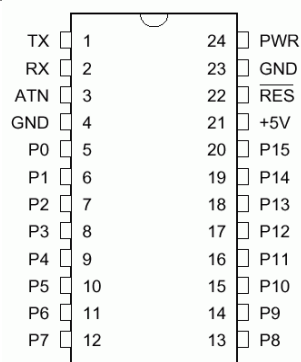 TX 1 24 PWR
RX 2 23 GND
ATN 3 22 RES
GND 4 21 +5V
P0 5 20 P15
P1 6 19 P14
P2 7 18 P13
P3 8 17 P12
P4 9 16 P11
P5 10 15 P10
P6 11 14 P9
P7 12 13 P8